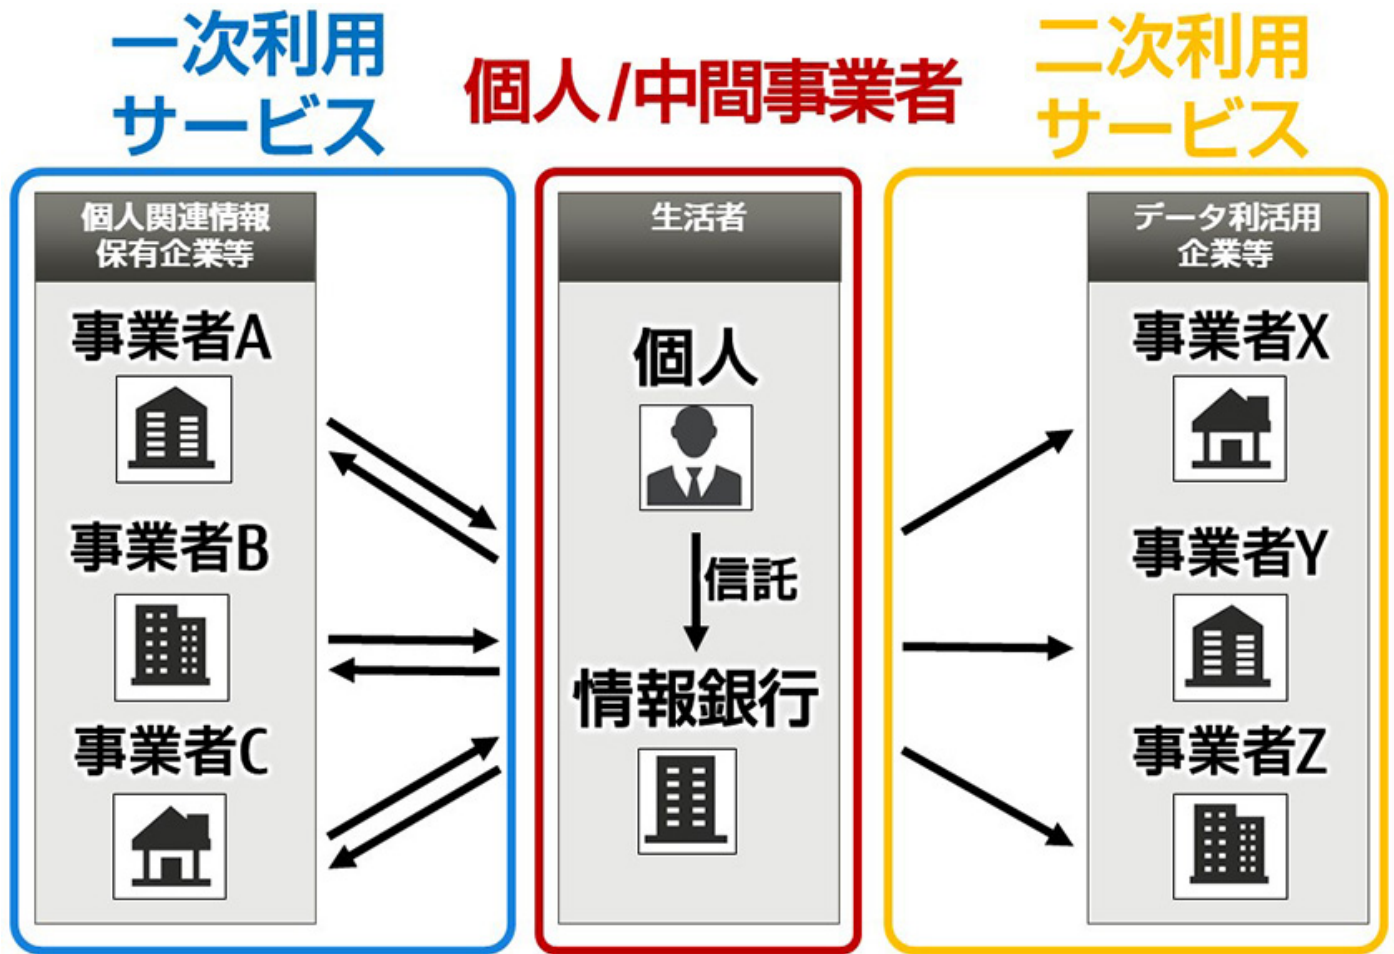 一次利用
サービス
個人/中間事業者
二次利用
サービス
個人関連情報
保有企業等
事業者A
事業者B
事業者C
生活者
個人
信託
情報銀行
データ利活用
企業等
事業者X
事業者Y
事業者Z